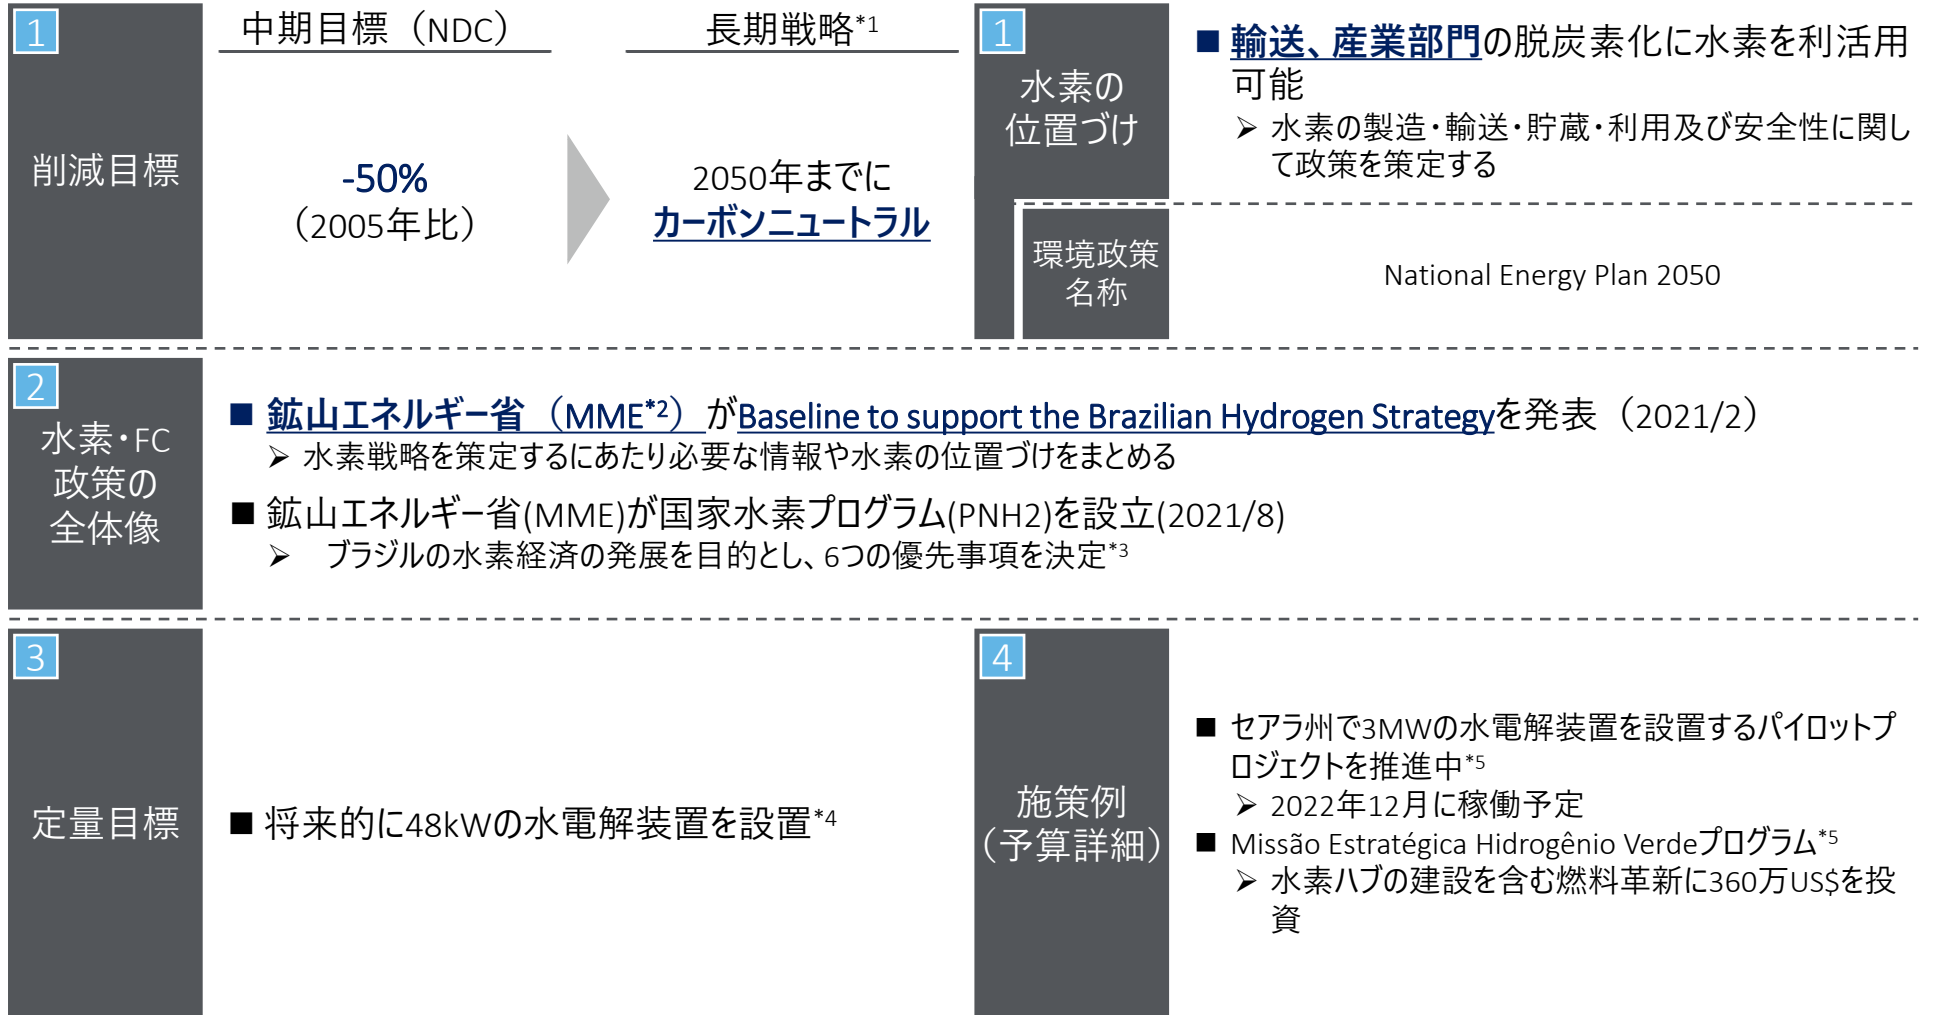 1
削減目標
中期目標（NDC）
-50%
（2005年比）
長期戦略*1
2050年までに
カーボンニュートラル
1
水素の
位置づけ
■ 輸送、産業部門の脱炭素化に水素を利活用
可能
➢ 水素の製造・輸送・貯蔵・利用及び安全性に関し
て政策を策定する
環境政策
名称
National Energy Plan 2050
2
水素・FC
政策の
全体像
■ 鉱山エネルギー省（MME*2）がBaseline to support the Brazilian Hydrogen Strategyを発表（2021/2）
➢ 水素戦略を策定するにあたり必要な情報や水素の位置づけをまとめる
■ 鉱山エネルギー省(MME)が国家水素プログラム(PNH2)を設立(2021/8)
➢ ブラジルの水素経済の発展を目的とし、6つの優先事項を決定*3
3
定量目標
■ 将来的に48kWの水電解装置を設置*4
4
施策例
（予算詳細）
■ セアラ州で3MWの水電解装置を設置するパイロットプ
ロジェクトを推進中*5
➢ 2022年12月に稼働予定
■ Missão Estratégica Hidrogênio Verdeプログラム*5
➢ 水素ハブの建設を含む燃料革新に360万US$を投
資